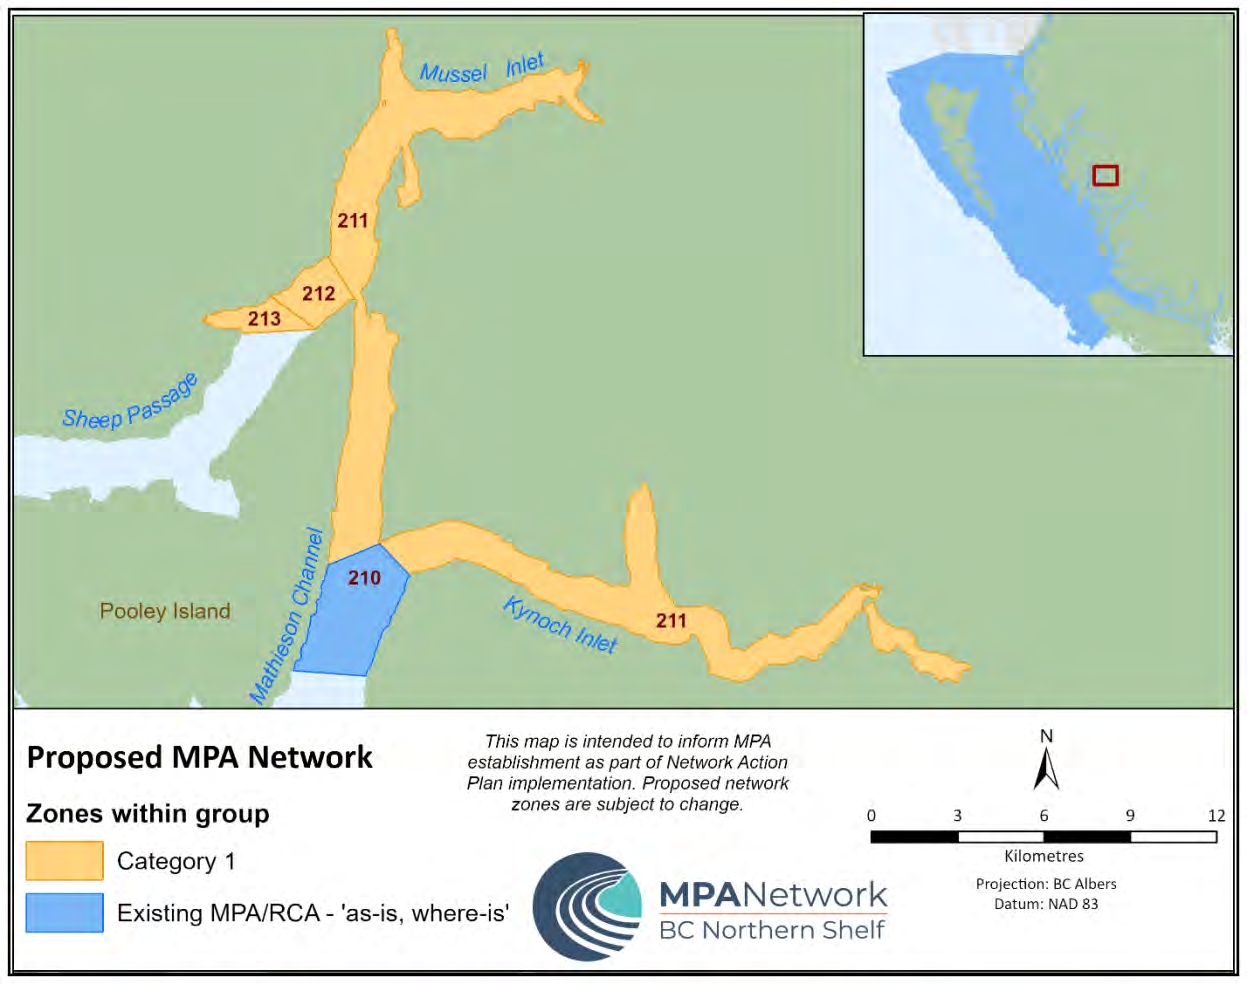 Mussel Inlet
211
212
213
Sheep Passage
Mathieson Channel
210
Pooley Island
Kynoch Inlet
211
Proposed MPA Network
Zones within group
Category 1
Existing MPA/RCA - 'as-is, where-is'
This map is intended to inform MPA
establishment as part of Network Action
Plan implementation. Proposed network
zones are subject to change.
MPANetwork
BC Northern Shelf
N
0 3 6 9 12
Kilometres
Projection: BC Albers
Datum: NAD 83